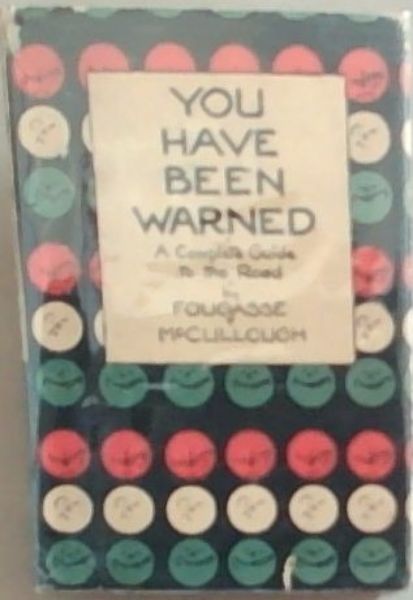 YOU
HAVE
BEEN
WARNED
A Complete Guide
to the Road
by
FOUGASSE
&
McCULLOUGH